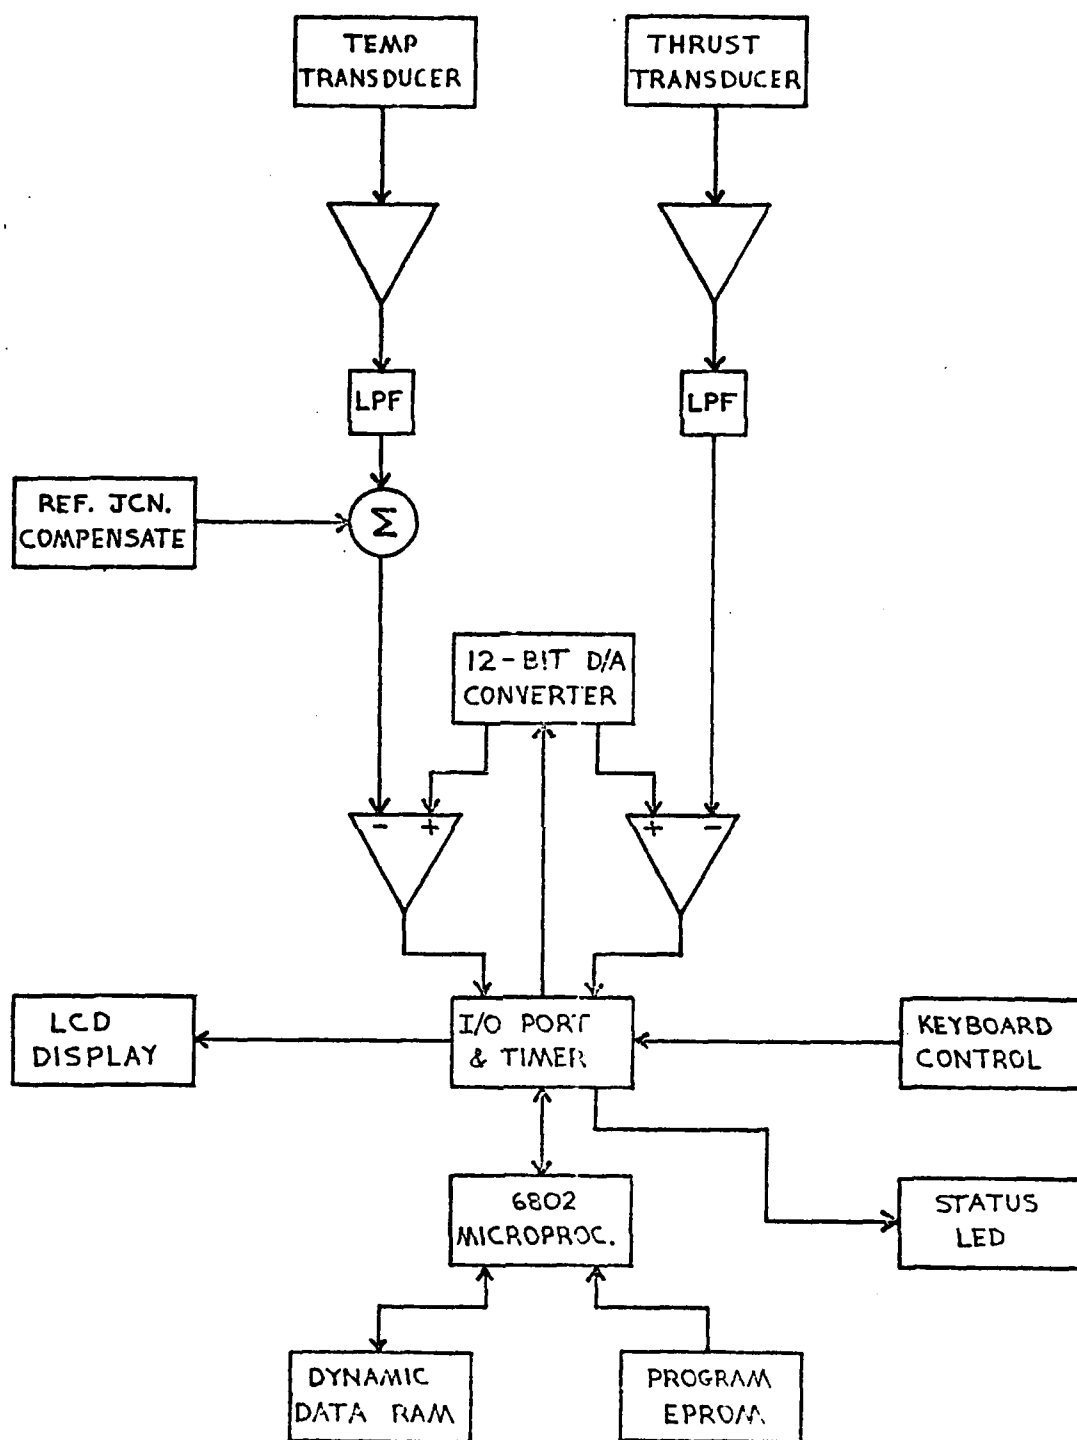 TEMP
TRANSDUCER
THRUST
TRANSDUCER
LPF
LPF
REF. JCN.
COMPENSATE
Σ
12-BIT D/A
CONVERTER
- +
+ -
LCD
DISPLAY
I/O PORT
& TIMER
KEYBOARD
CONTROL
6802
MICROPROC.
STATUS
LED
DYNAMIC
DATA RAM
PROGRAM
EPROM